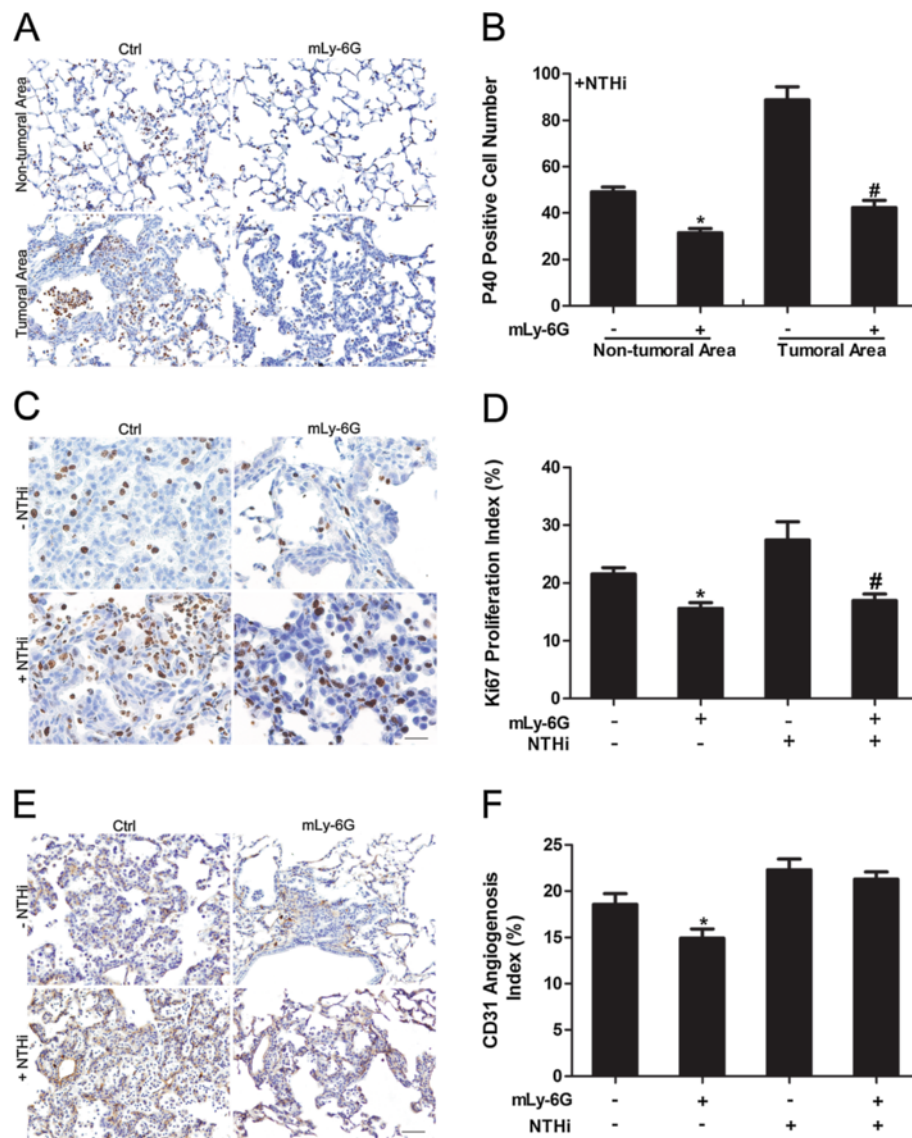 A
Ctrl mLy-6G
Non-tumoral Area
Tumoral Area
B
+NTHi
P40 Positive Cell Number
100
80
60
40
20
0
* #
mLy-6G - + - +
Non-tumoral Area Tumoral Area
C
Ctrl mLy-6G
- NTHi
+ NTHi
D
Ki67 Proliferation Index (%)
40
30
20
10
0
* #
mLy-6G - + - +
NTHi - - + +
E
Ctrl mLy-6G
- NTHi
+ NTHi
F
CD31 Angiogenosis
Index (%)
25
20
15
10
5
0
*
mLy-6G - + - +
NTHi - - + +